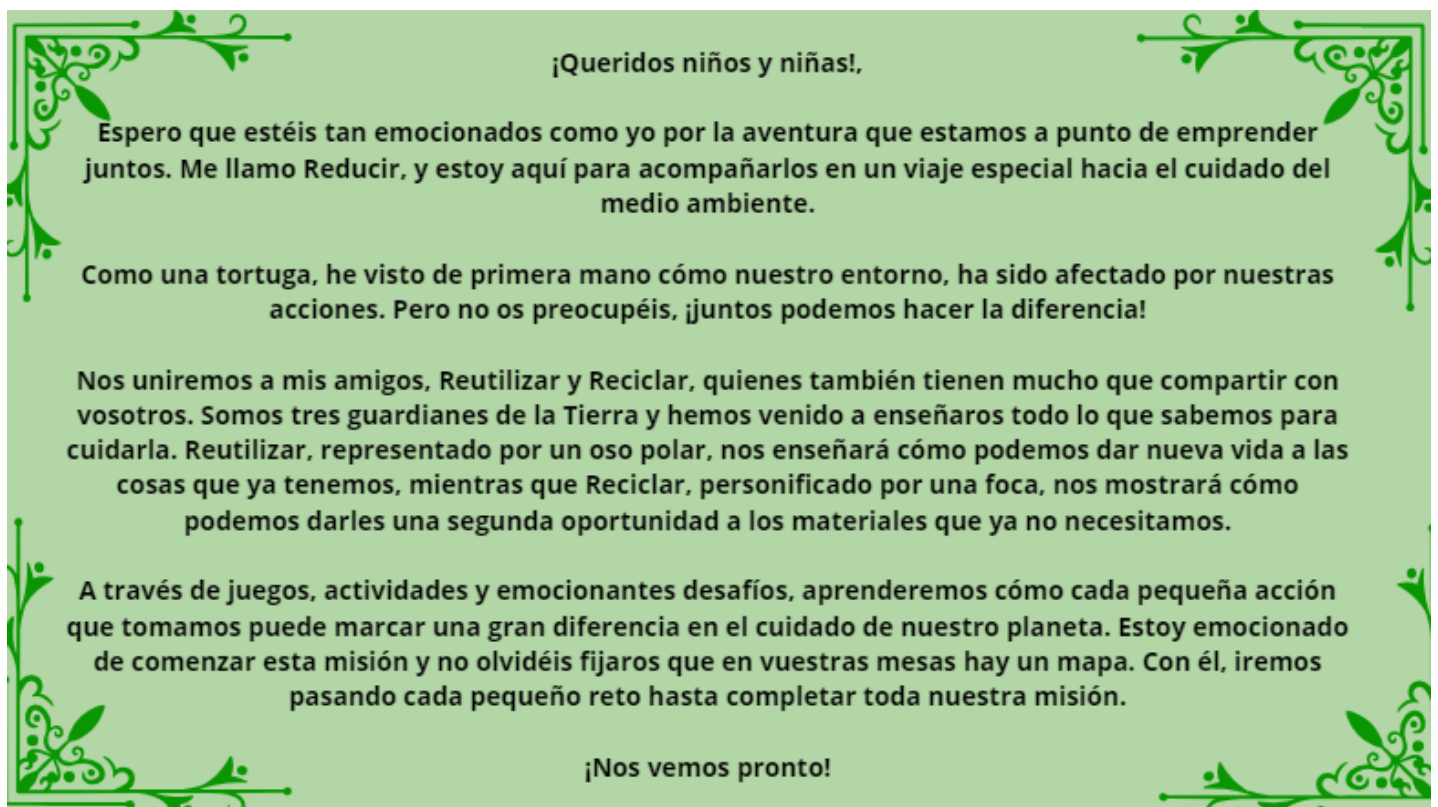 ¡Queridos niños y niñas!,
Espero que estéis tan emocionados como yo por la aventura que estamos a punto de emprender
juntos. Me llamo Reducir, y estoy aquí para acompañarlos en un viaje especial hacia el cuidado del
medio ambiente.
Como una tortuga, he visto de primera mano cómo nuestro entorno, ha sido afectado por nuestras
acciones. Pero no os preocupéis, ¡juntos podemos hacer la diferencia!
Nos uniremos a mis amigos, Reutilizar y Reciclar, quienes también tienen mucho que compartir con
vosotros. Somos tres guardianes de la Tierra y hemos venido a enseñaros todo lo que sabemos para
cuidarla. Reutilizar, representado por un oso polar, nos enseñará cómo podemos dar nueva vida a las
cosas que ya tenemos, mientras que Reciclar, personificado por una foca, nos mostrará cómo
podemos darles una segunda oportunidad a los materiales que ya no necesitamos.
A través de juegos, actividades y emocionantes desafíos, aprenderemos cómo cada pequeña acción
que tomamos puede marcar una gran diferencia en el cuidado de nuestro planeta. Estoy emocionado
de comenzar esta misión y no olvidéis fijaros que en vuestras mesas hay un mapa. Con él, iremos
pasando cada pequeño reto hasta completar toda nuestra misión.
¡Nos vemos pronto!